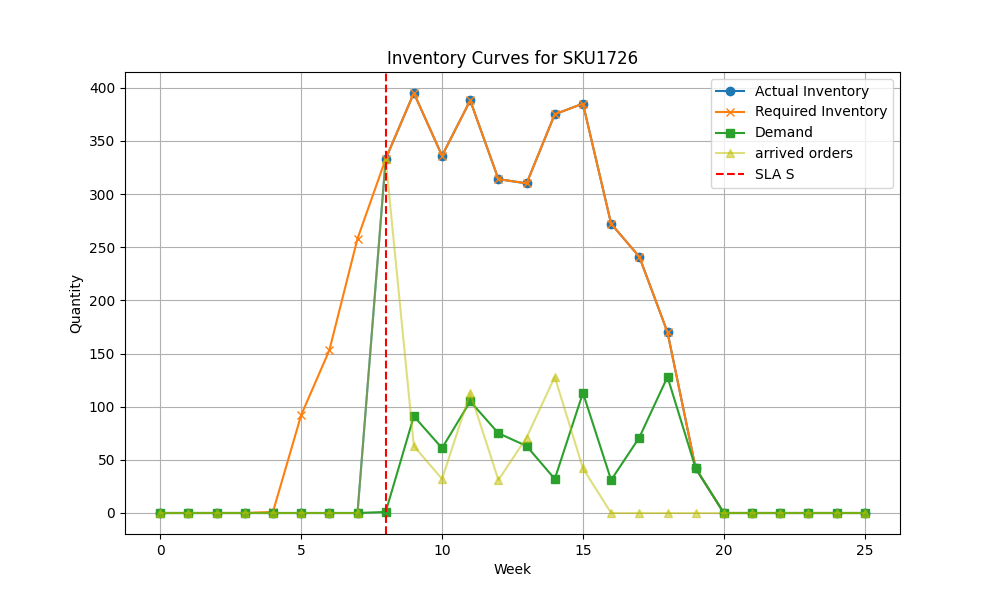 Inventory Curves for SKU1726
400
350
300
250
200
150
100
50
0
Quantity
0 5 10 15 20 25
Week
Actual Inventory
Required Inventory
Demand
arrived orders
SLA S